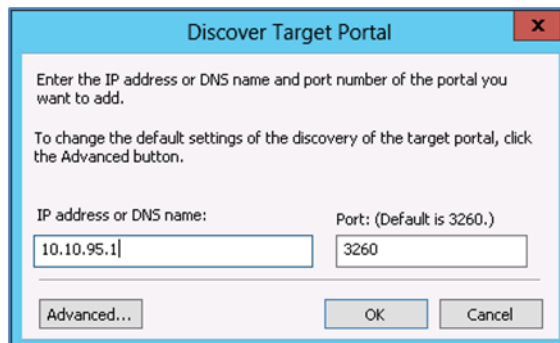 Discover Target Portal
x
Enter the IP address or DNS name and port number of the portal you
want to add.
To change the default settings of the discovery of the target portal, click
the Advanced button.
IP address or DNS name:
Port: (Default is 3260.)
10.10.95.1
3260
Advanced...
OK
Cancel